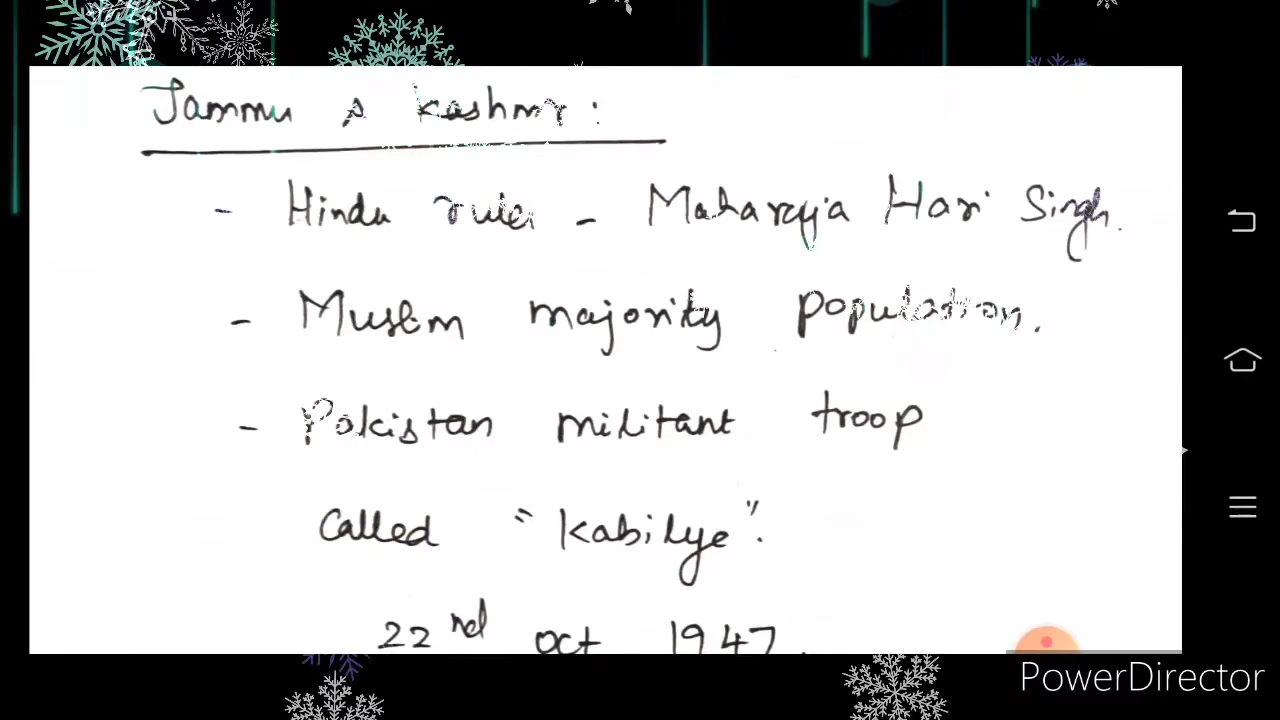 Jammu & Kashmir:
- Hindu ruler - Maharaja Hari Singh.
- Muslim majority population.
- Pakistan militant troop
called "Kabilye".
22nd oct 1947.
PowerDirector